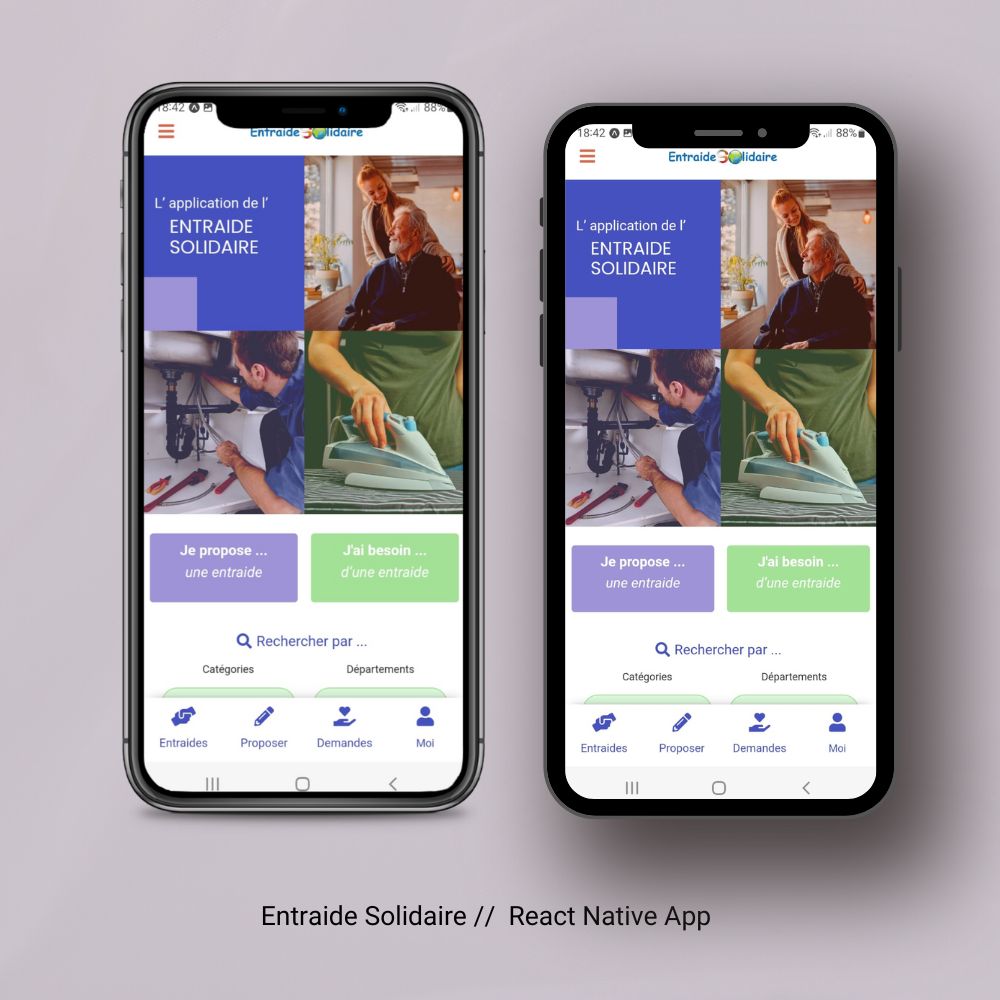 18:42
88%
Entraide Solidaire
L' application de l'
ENTRAIDE
SOLIDAIRE
Je propose ...
une entraide
J'ai besoin ...
d'une entraide
Rechercher par ...
Catégories
Départements
Entraides
Proposer
Demandes
Moi
18:42
88%
Entraide Solidaire
L' application de l'
ENTRAIDE
SOLIDAIRE
Je propose ...
une entraide
J'ai besoin ...
d'une entraide
Rechercher par ...
Catégories
Départements
Entraides
Proposer
Demandes
Moi
Entraide Solidaire // React Native App